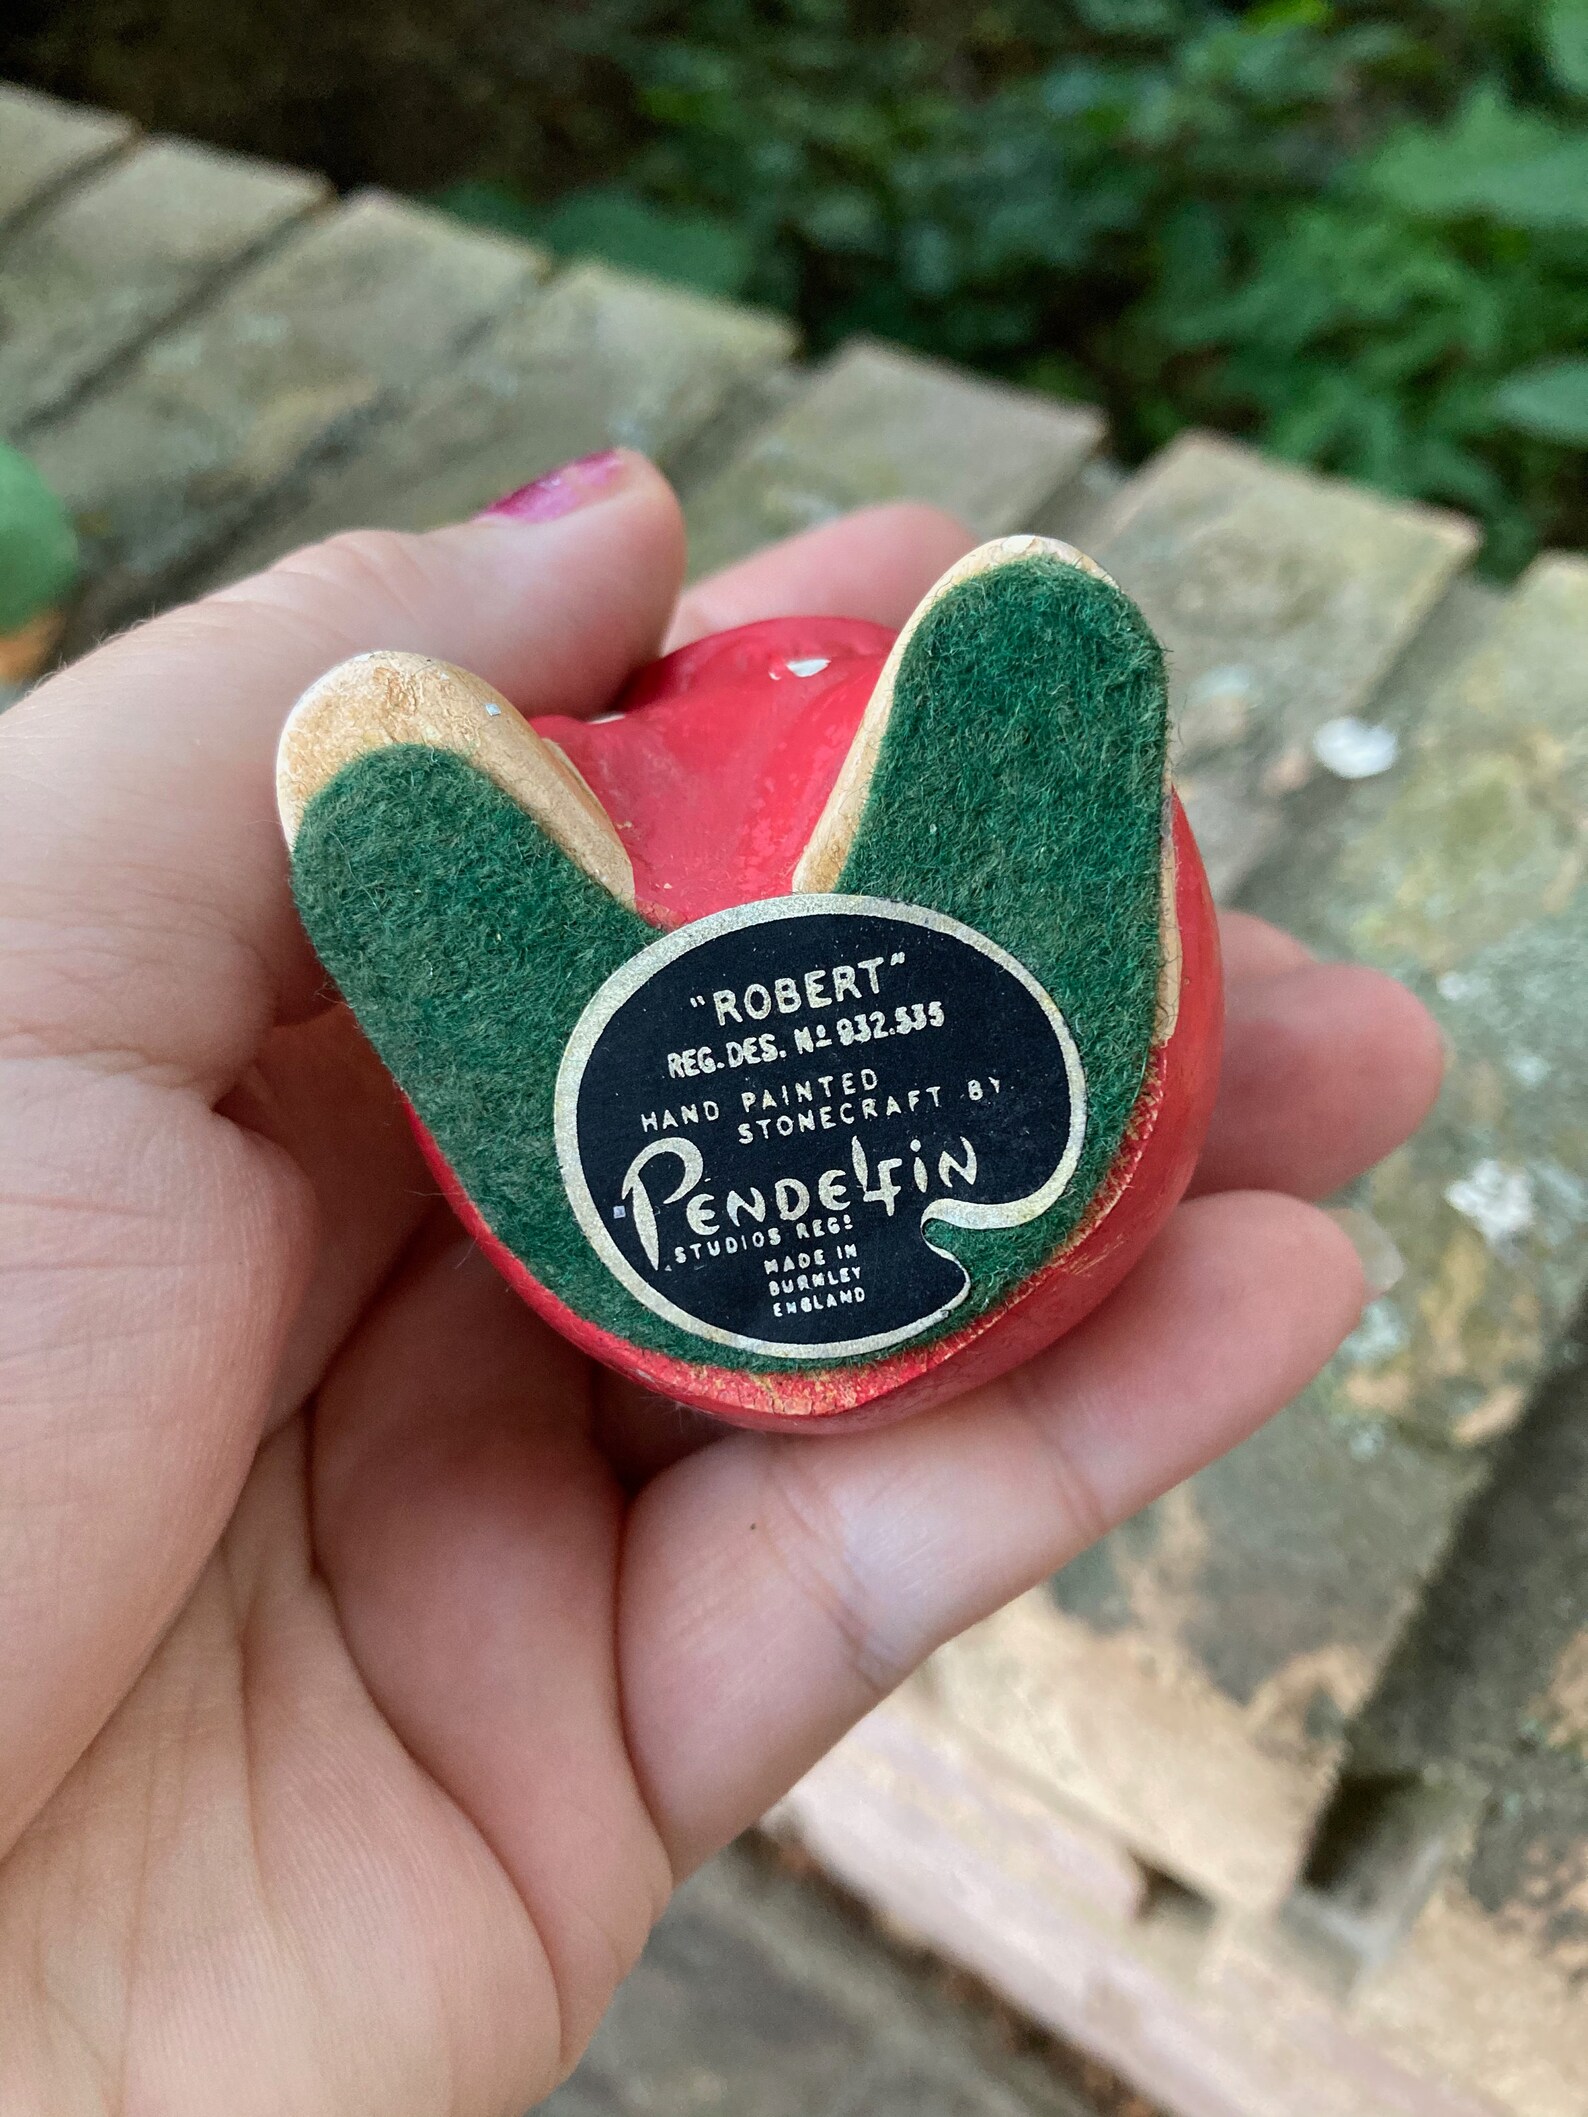 "ROBERT"
REG. DES. Nº 932.535
HAND PAINTED
STONECRAFT BY
PENDELFIN
STUDIOS REGᴰ
MADE IN
BURNLEY
ENGLAND